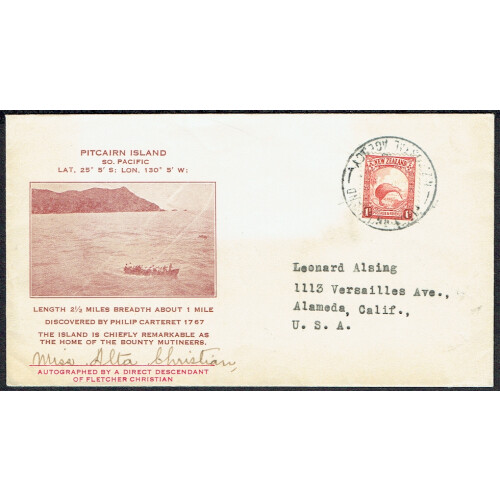 PITCAIRN ISLAND
SO. PACIFIC
LAT, 25° 5' S; LON, 130° 5' W;
LENGTH 2½ MILES BREADTH ABOUT 1 MILE
DISCOVERED BY PHILIP CARTERET 1767
THE ISLAND IS CHIEFLY REMARKABLE AS
THE HOME OF THE BOUNTY MUTINEERS.
Miss Alta Christian,
AUTOGRAPHED BY A DIRECT DESCENDANT
OF FLETCHER CHRISTIAN
NEW ZEALAND
1D
Leonard Alsing
1113 Versailles Ave.,
Alameda, Calif.,
U. S. A.